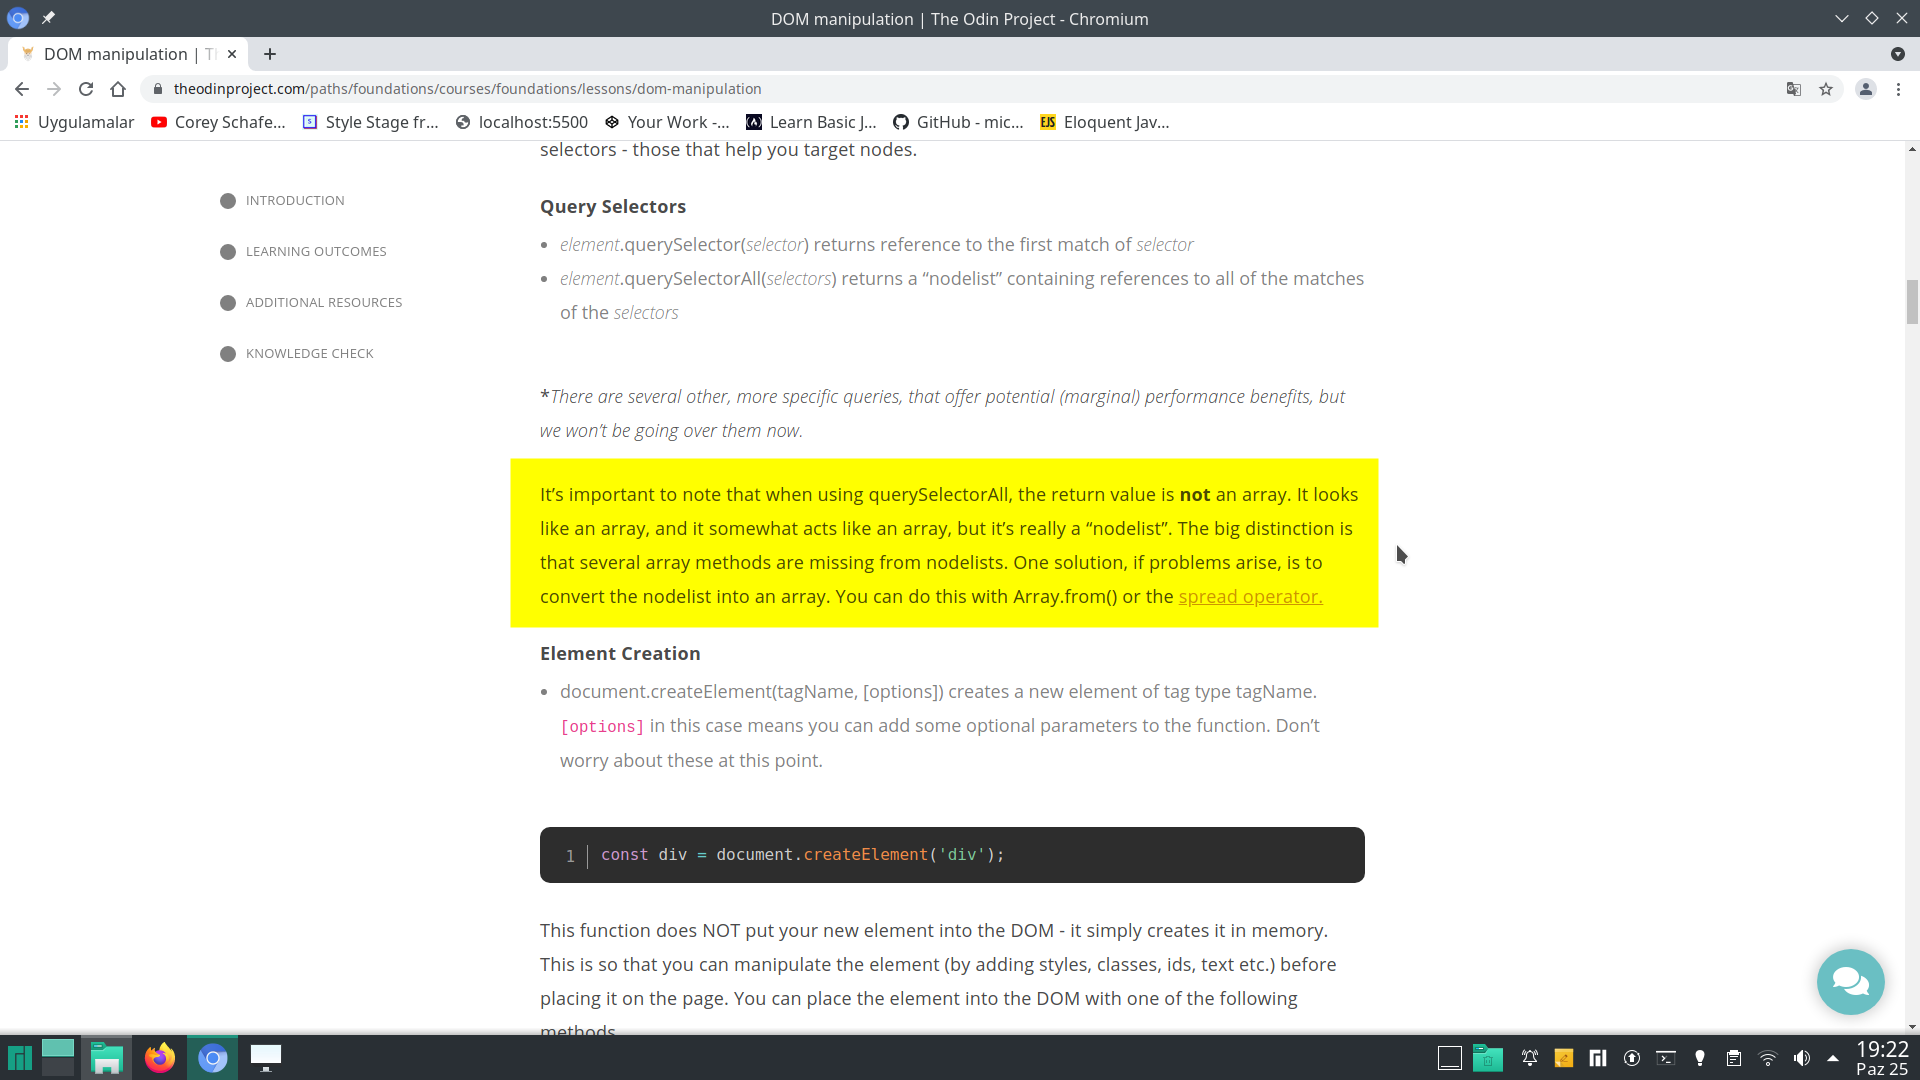 DOM manipulation | The Odin Project - Chromium
DOM manipulation | T
theodinproject.com/paths/foundations/courses/foundations/lessons/dom-manipulation
Uygulamalar Corey Schafe... Style Stage fr... localhost:5500 Your Work -... Learn Basic J... GitHub - mic... EJS Eloquent Jav...
selectors - those that help you target nodes.
INTRODUCTION
LEARNING OUTCOMES
ADDITIONAL RESOURCES
KNOWLEDGE CHECK
Query Selectors
• element.querySelector(selector) returns reference to the first match of selector
• element.querySelectorAll(selectors) returns a “nodelist” containing references to all of the matches
of the selectors
*There are several other, more specific queries, that offer potential (marginal) performance benefits, but
we won’t be going over them now.
It’s important to note that when using querySelectorAll, the return value is not an array. It looks
like an array, and it somewhat acts like an array, but it’s really a “nodelist”. The big distinction is
that several array methods are missing from nodelists. One solution, if problems arise, is to
convert the nodelist into an array. You can do this with Array.from() or the spread operator.
Element Creation
• document.createElement(tagName, [options]) creates a new element of tag type tagName.
[options] in this case means you can add some optional parameters to the function. Don’t
worry about these at this point.
1 const div = document.createElement('div');
This function does NOT put your new element into the DOM - it simply creates it in memory.
This is so that you can manipulate the element (by adding styles, classes, ids, text etc.) before
placing it on the page. You can place the element into the DOM with one of the following
methods
19:22
Paz 25